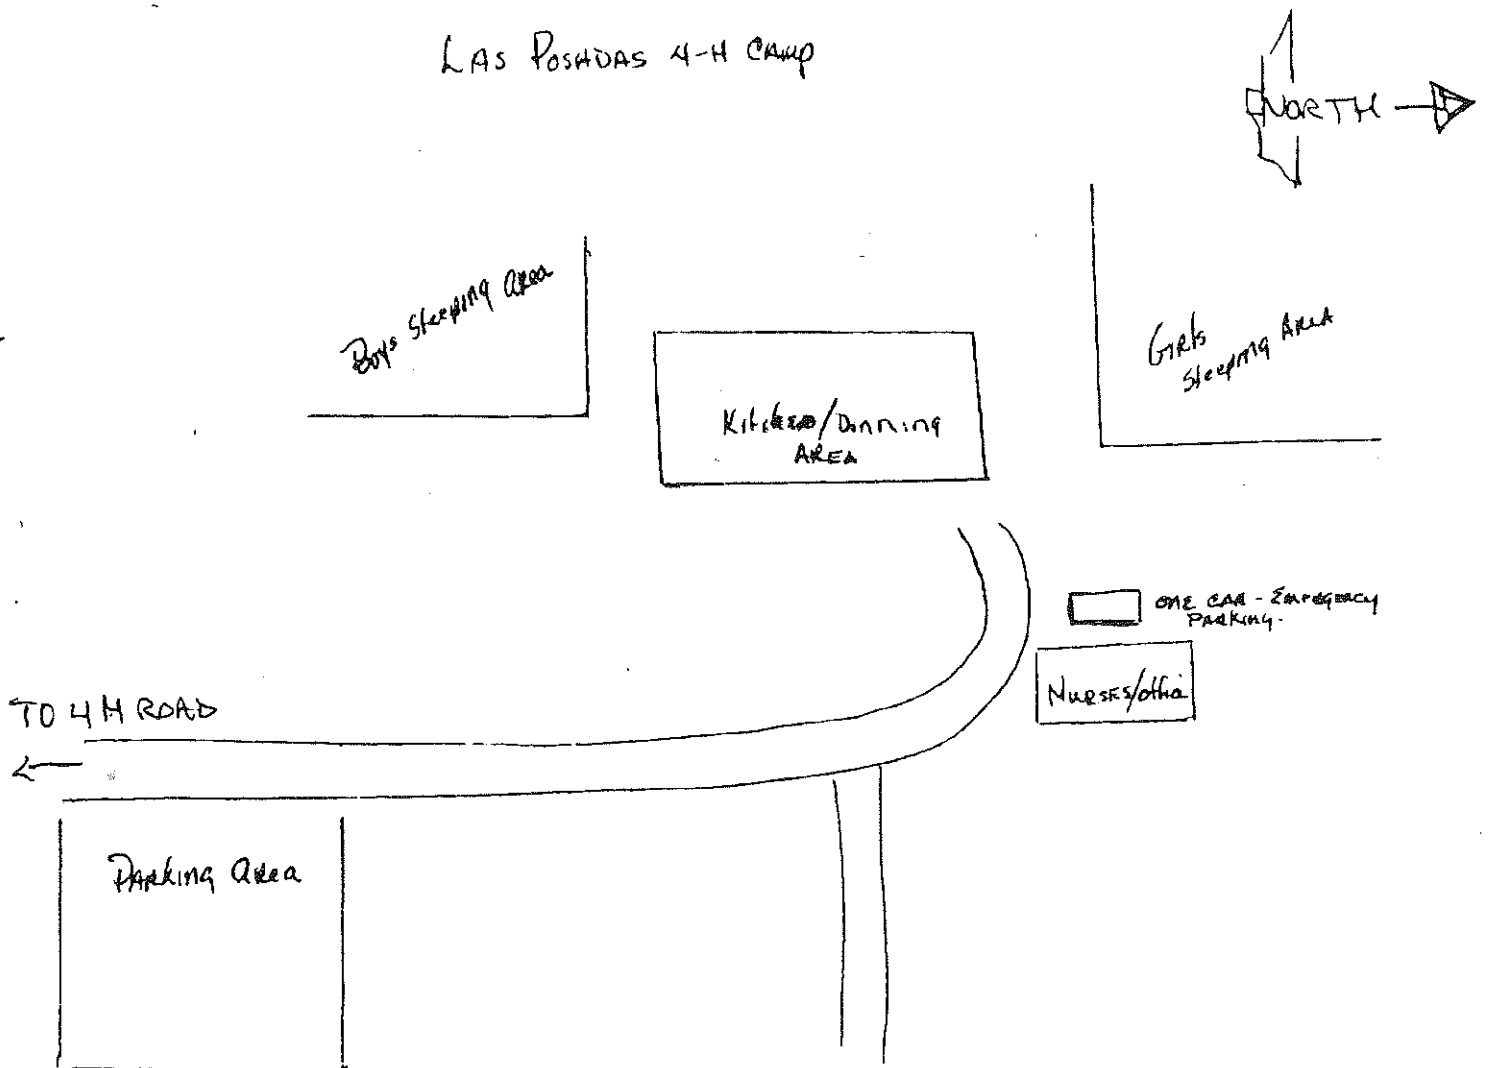 LAS POSADAS 4-H CAMP
NORTH
Boys Sleeping Area
Girls
Sleeping AREA
Kitchen/Dinning
AREA
ONE CAR - EMERGENCY
PARKING.
NURSES/office
TO 4 H ROAD
PARKING Area